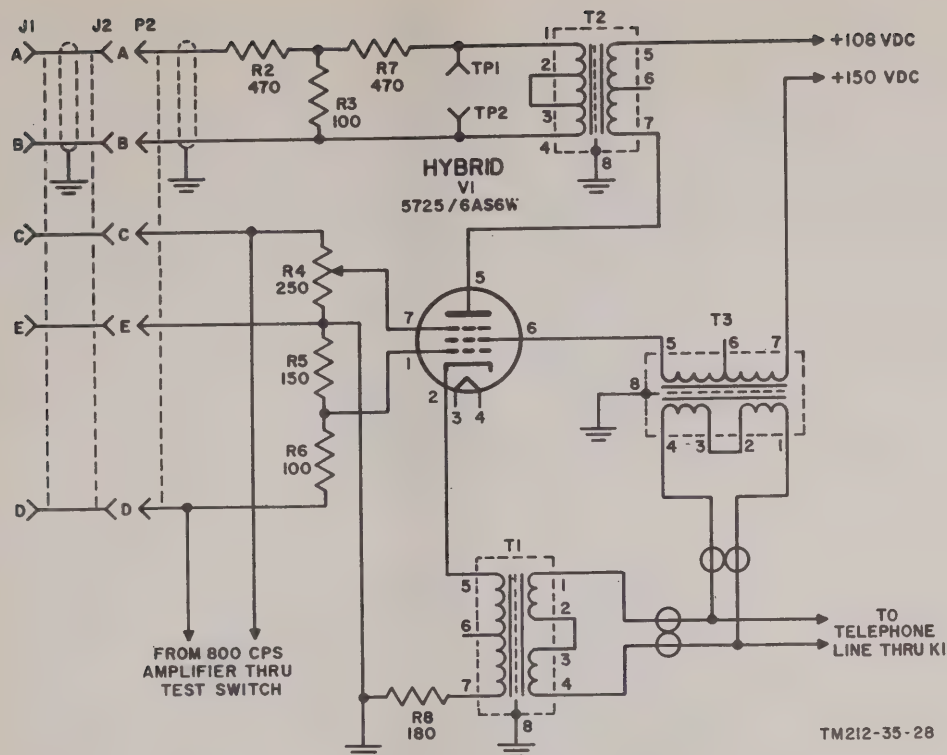 J1 J2 P2
T2
A A
1 5
+108 VDC
+150 VDC
R2
470
R7
470
TP1
2 6
R3
100
TP2
3
7
B B
4
8
HYBRID
V1
5725/6AS6W
C C
R4
250
5
7
6
T3
5 6 7
E E
1
R5
150
8
2
3 4
R6
100
4 3 2 1
D D
T1
5 1
2
6
3
TO
TELEPHONE
LINE THRU K1
FROM 800 CPS
AMPLIFIER THRU
TEST SWITCH
7 4
R8
180
8
TM212-35-28